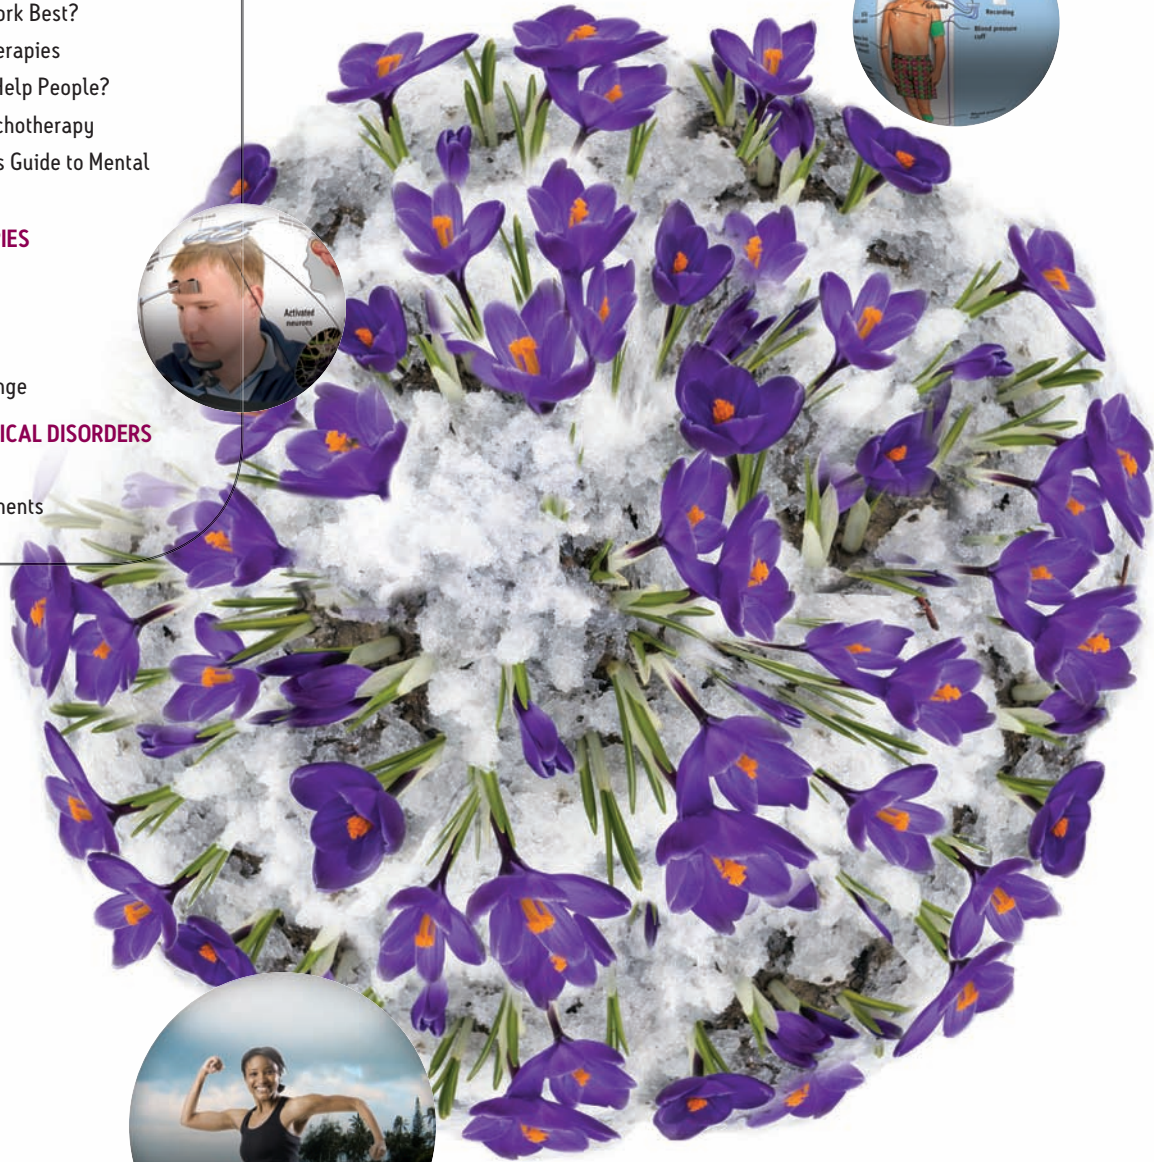 ork Best?
erapies
Help People?
chotherapy
s Guide to Mental
IES
nge
ICAL DISORDERS
nents
Ground
Recording
Blood pressure
cuff
Activated
neurons